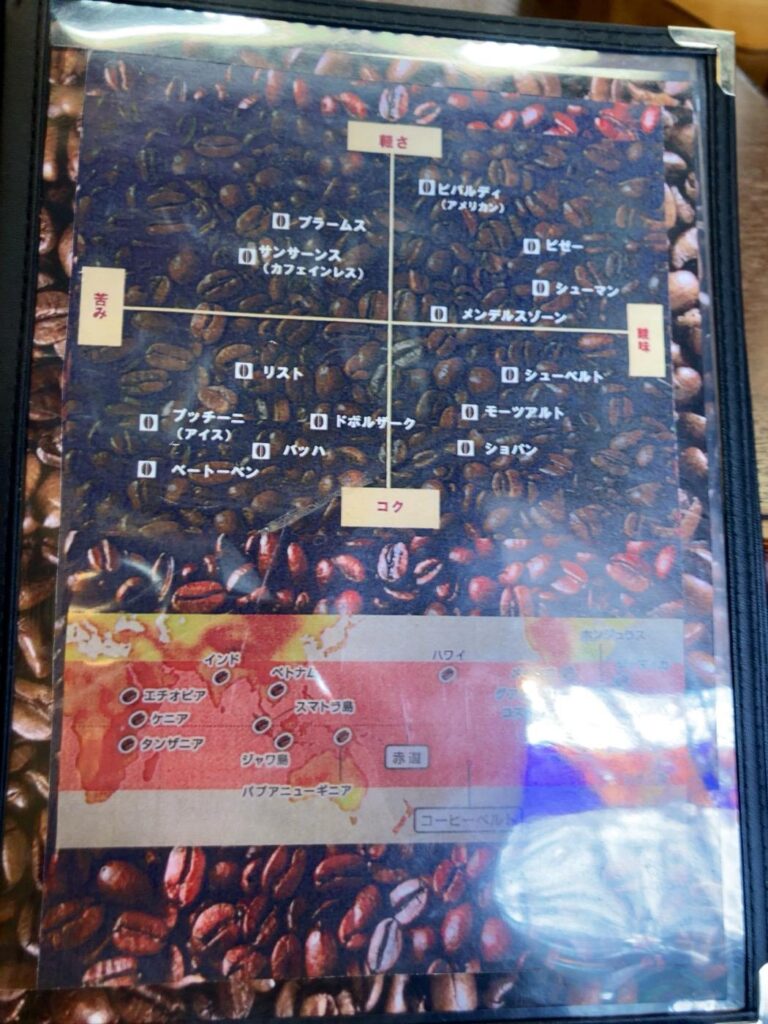 軽さ
ビバルディ
(アメリカン)
ブラームス
ビゼー
サンサーンス
(カフェインレス)
シューマン
苦み
メンデルスゾーン
酸味
リスト
シューベルト
プッチーニ
(アイス)
ドボルザーク
モーツアルト
バッハ
ショパン
ベートーベン
コク
ホンジュラス
インド
ベトナム
ハワイ
エチオピア
スマトラ島
ケニア
タンザニア
ジャワ島
赤道
パプアニューギニア
コーヒーベルト